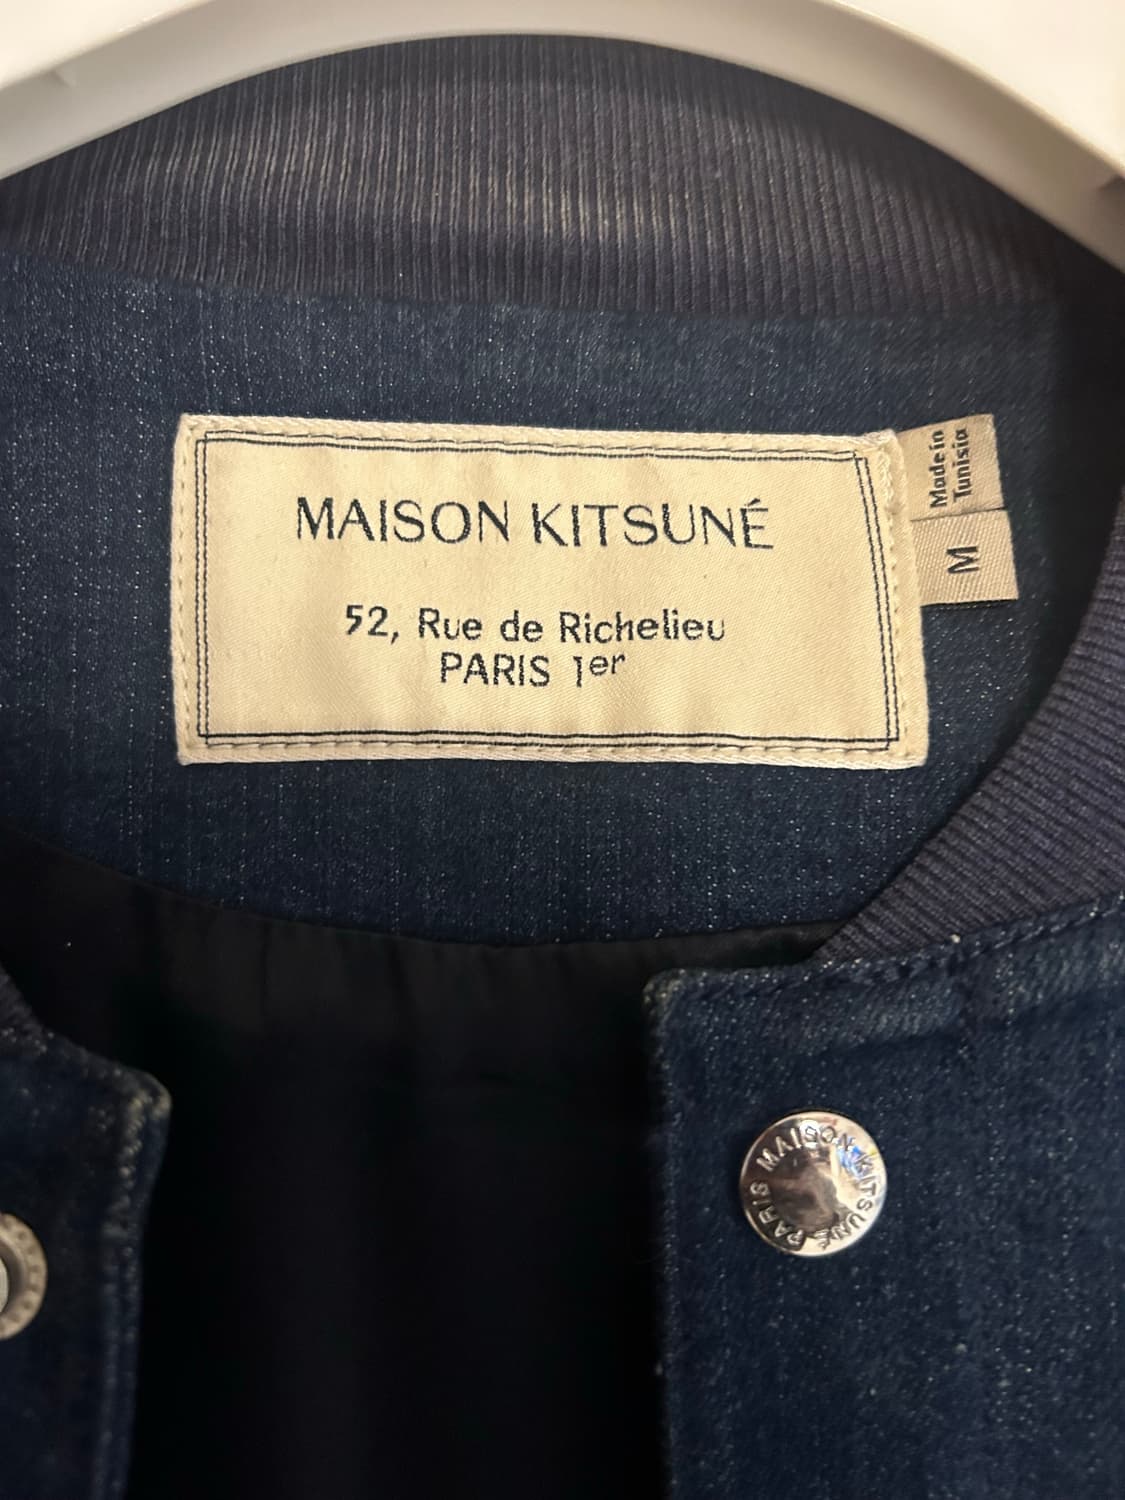 MAISON KITSUNÉ
52, Rue de Richelieu
PARIS 1er
Made in
Tunisia
M
MAISON KITSUNÉ PARIS